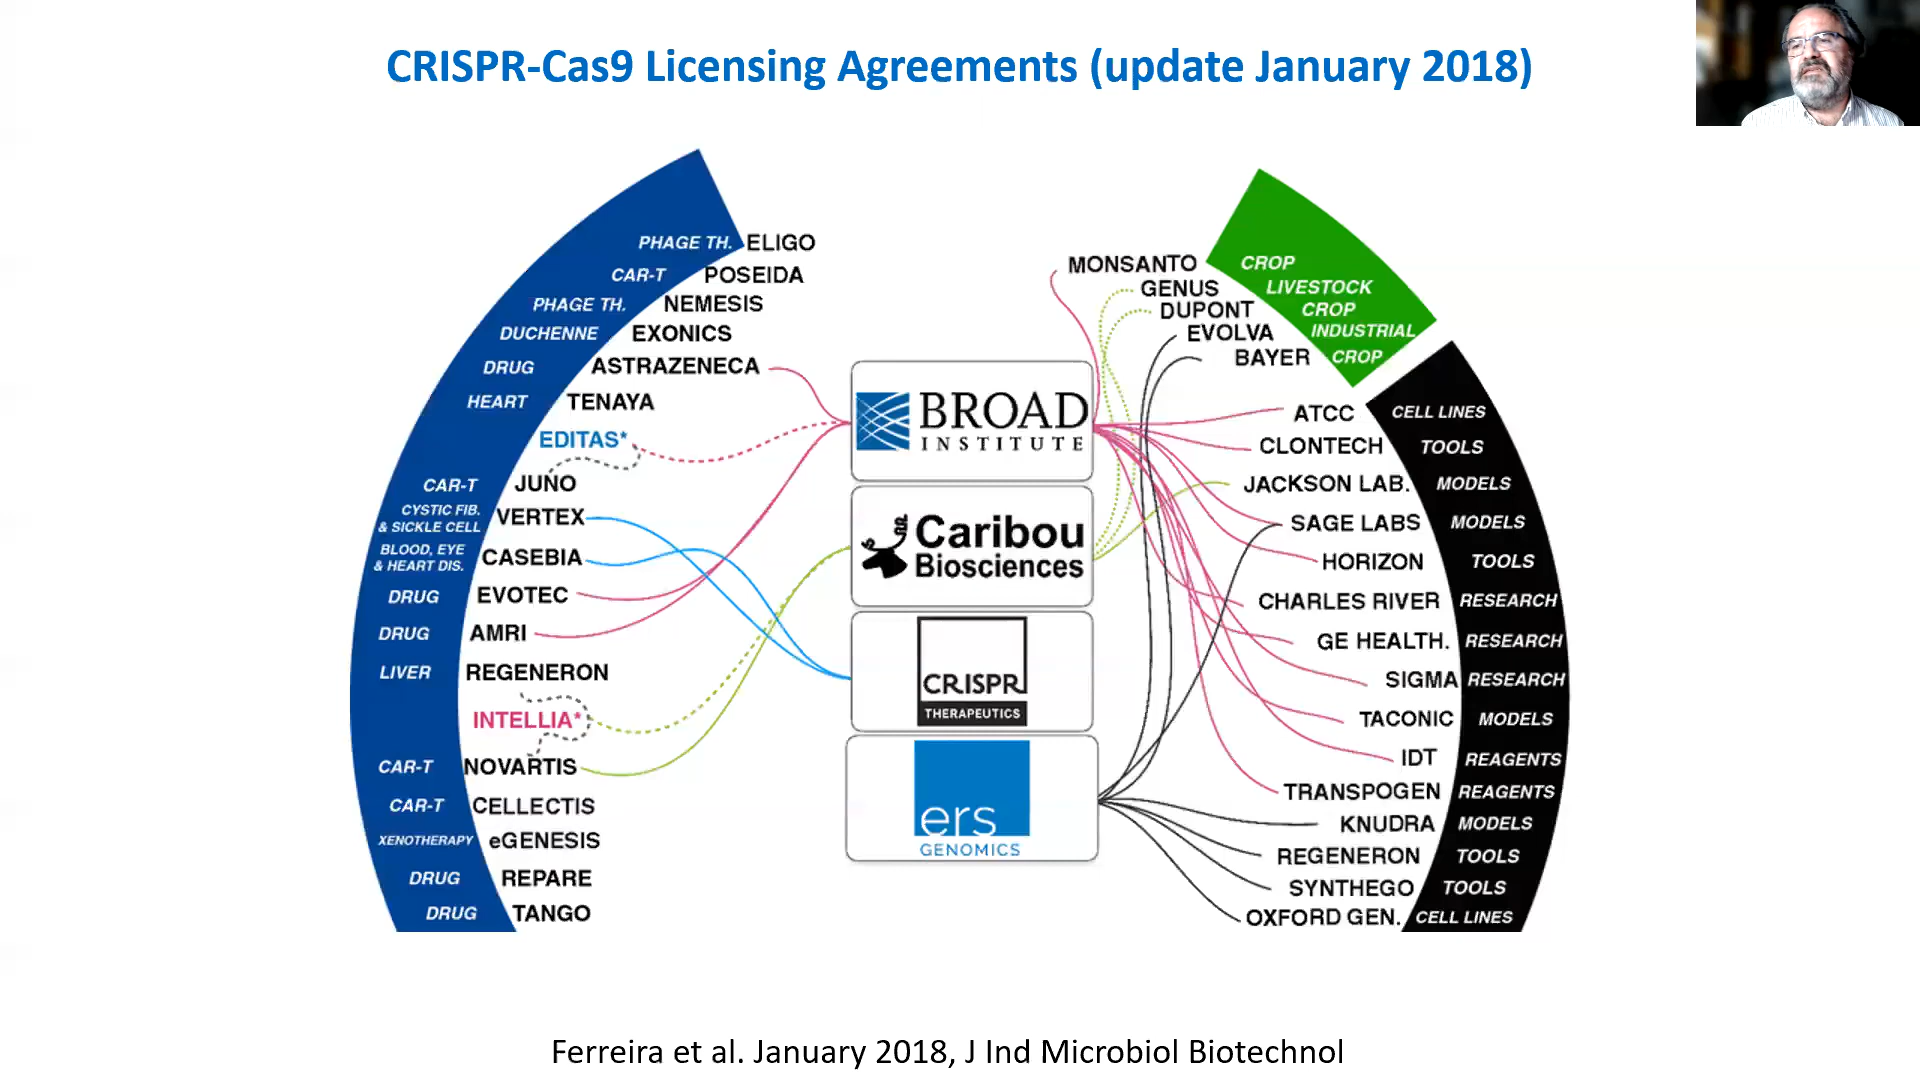 CRISPR-Cas9 Licensing Agreements (update January 2018)
PHAGE TH. ELIGO
CAR-T POSEIDA
PHAGE TH. NEMESIS
DUCHENNE EXONICS
DRUG ASTRAZENECA
HEART TENAYA
EDITAS*
CAR-T JUNO
CYSTIC FIB.
& SICKLE CELL VERTEX
BLOOD, EYE
& HEART DIS. CASEBIA
DRUG EVOTEC
DRUG AMRI
LIVER REGENERON
INTELLIA*
CAR-T NOVARTIS
CAR-T CELLECTIS
XENOTHERAPY eGENESIS
DRUG REPARE
DRUG TANGO
BROAD
INSTITUTE
Caribou
Biosciences
CRISPR
THERAPEUTICS
ers
GENOMICS
MONSANTO CROP
GENUS LIVESTOCK
DUPONT CROP
EVOLVA INDUSTRIAL
BAYER CROP
ATCC CELL LINES
CLONTECH TOOLS
JACKSON LAB. MODELS
SAGE LABS MODELS
HORIZON TOOLS
CHARLES RIVER RESEARCH
GE HEALTH. RESEARCH
SIGMA RESEARCH
TACONIC MODELS
IDT REAGENTS
TRANSPOGEN REAGENTS
KNUDRA MODELS
REGENERON TOOLS
SYNTHEGO TOOLS
OXFORD GEN. CELL LINES
Ferreira et al. January 2018, J Ind Microbiol Biotechnol